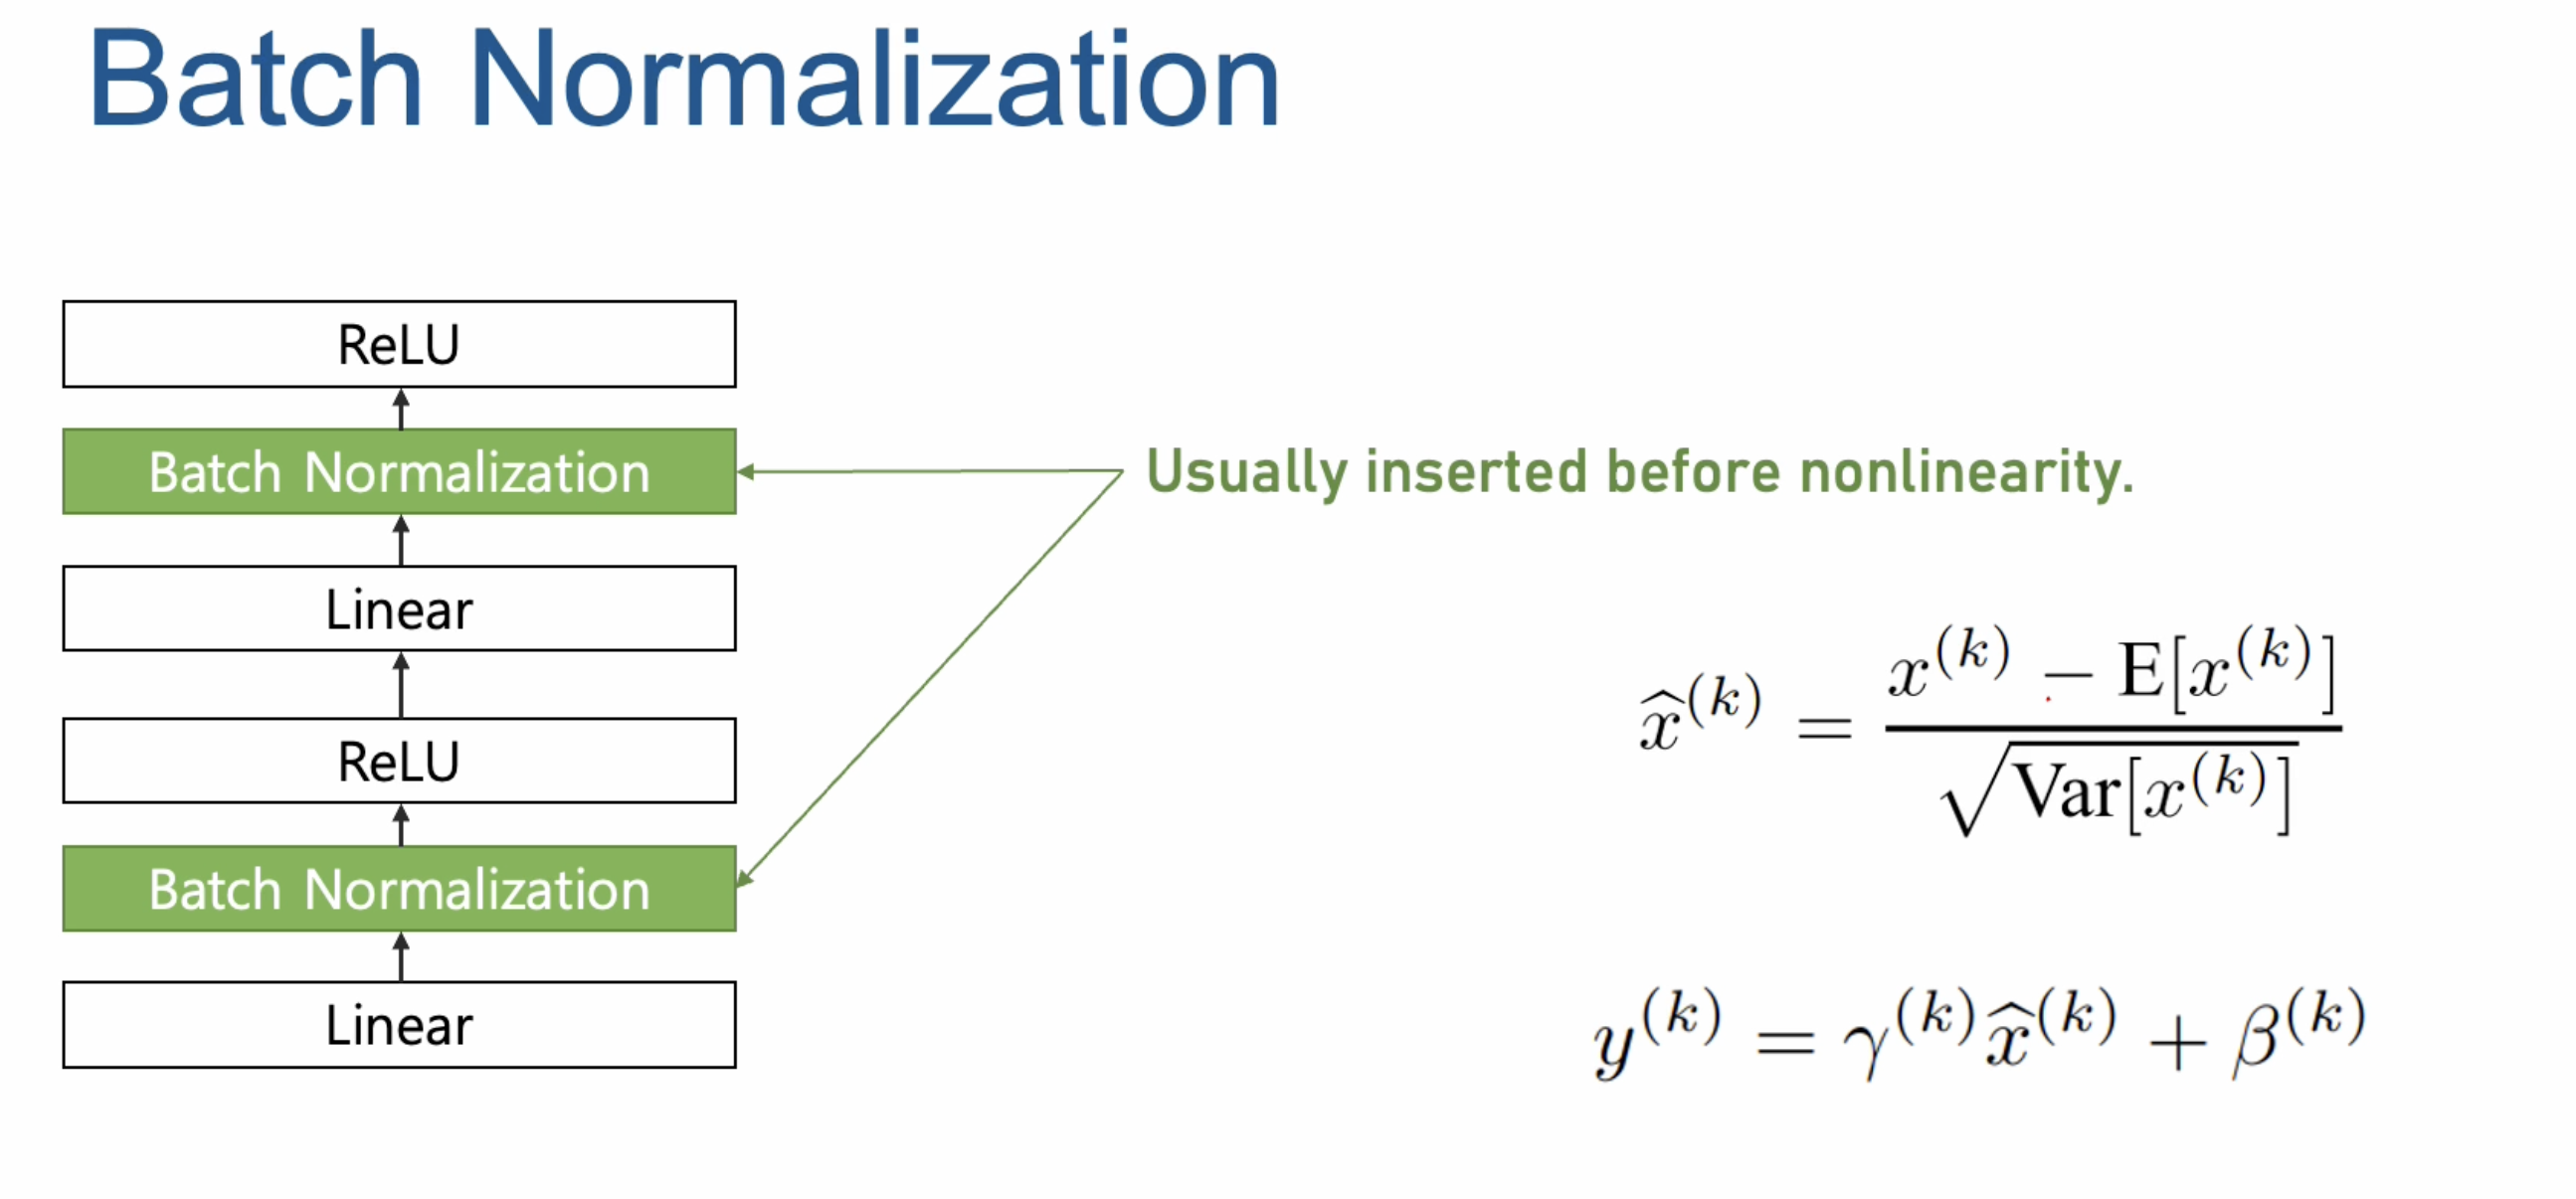 Batch Normalization
ReLU
Batch Normalization
Usually inserted before nonlinearity.
Linear
ReLU
Batch Normalization
Linear
$\widehat{x}^{(k)} = \frac{x^{(k)} - \mathrm{E}[x^{(k)}]}{\sqrt{\mathrm{Var}[x^{(k)}]}}$
$y^{(k)} = \gamma^{(k)}\widehat{x}^{(k)} + \beta^{(k)}$